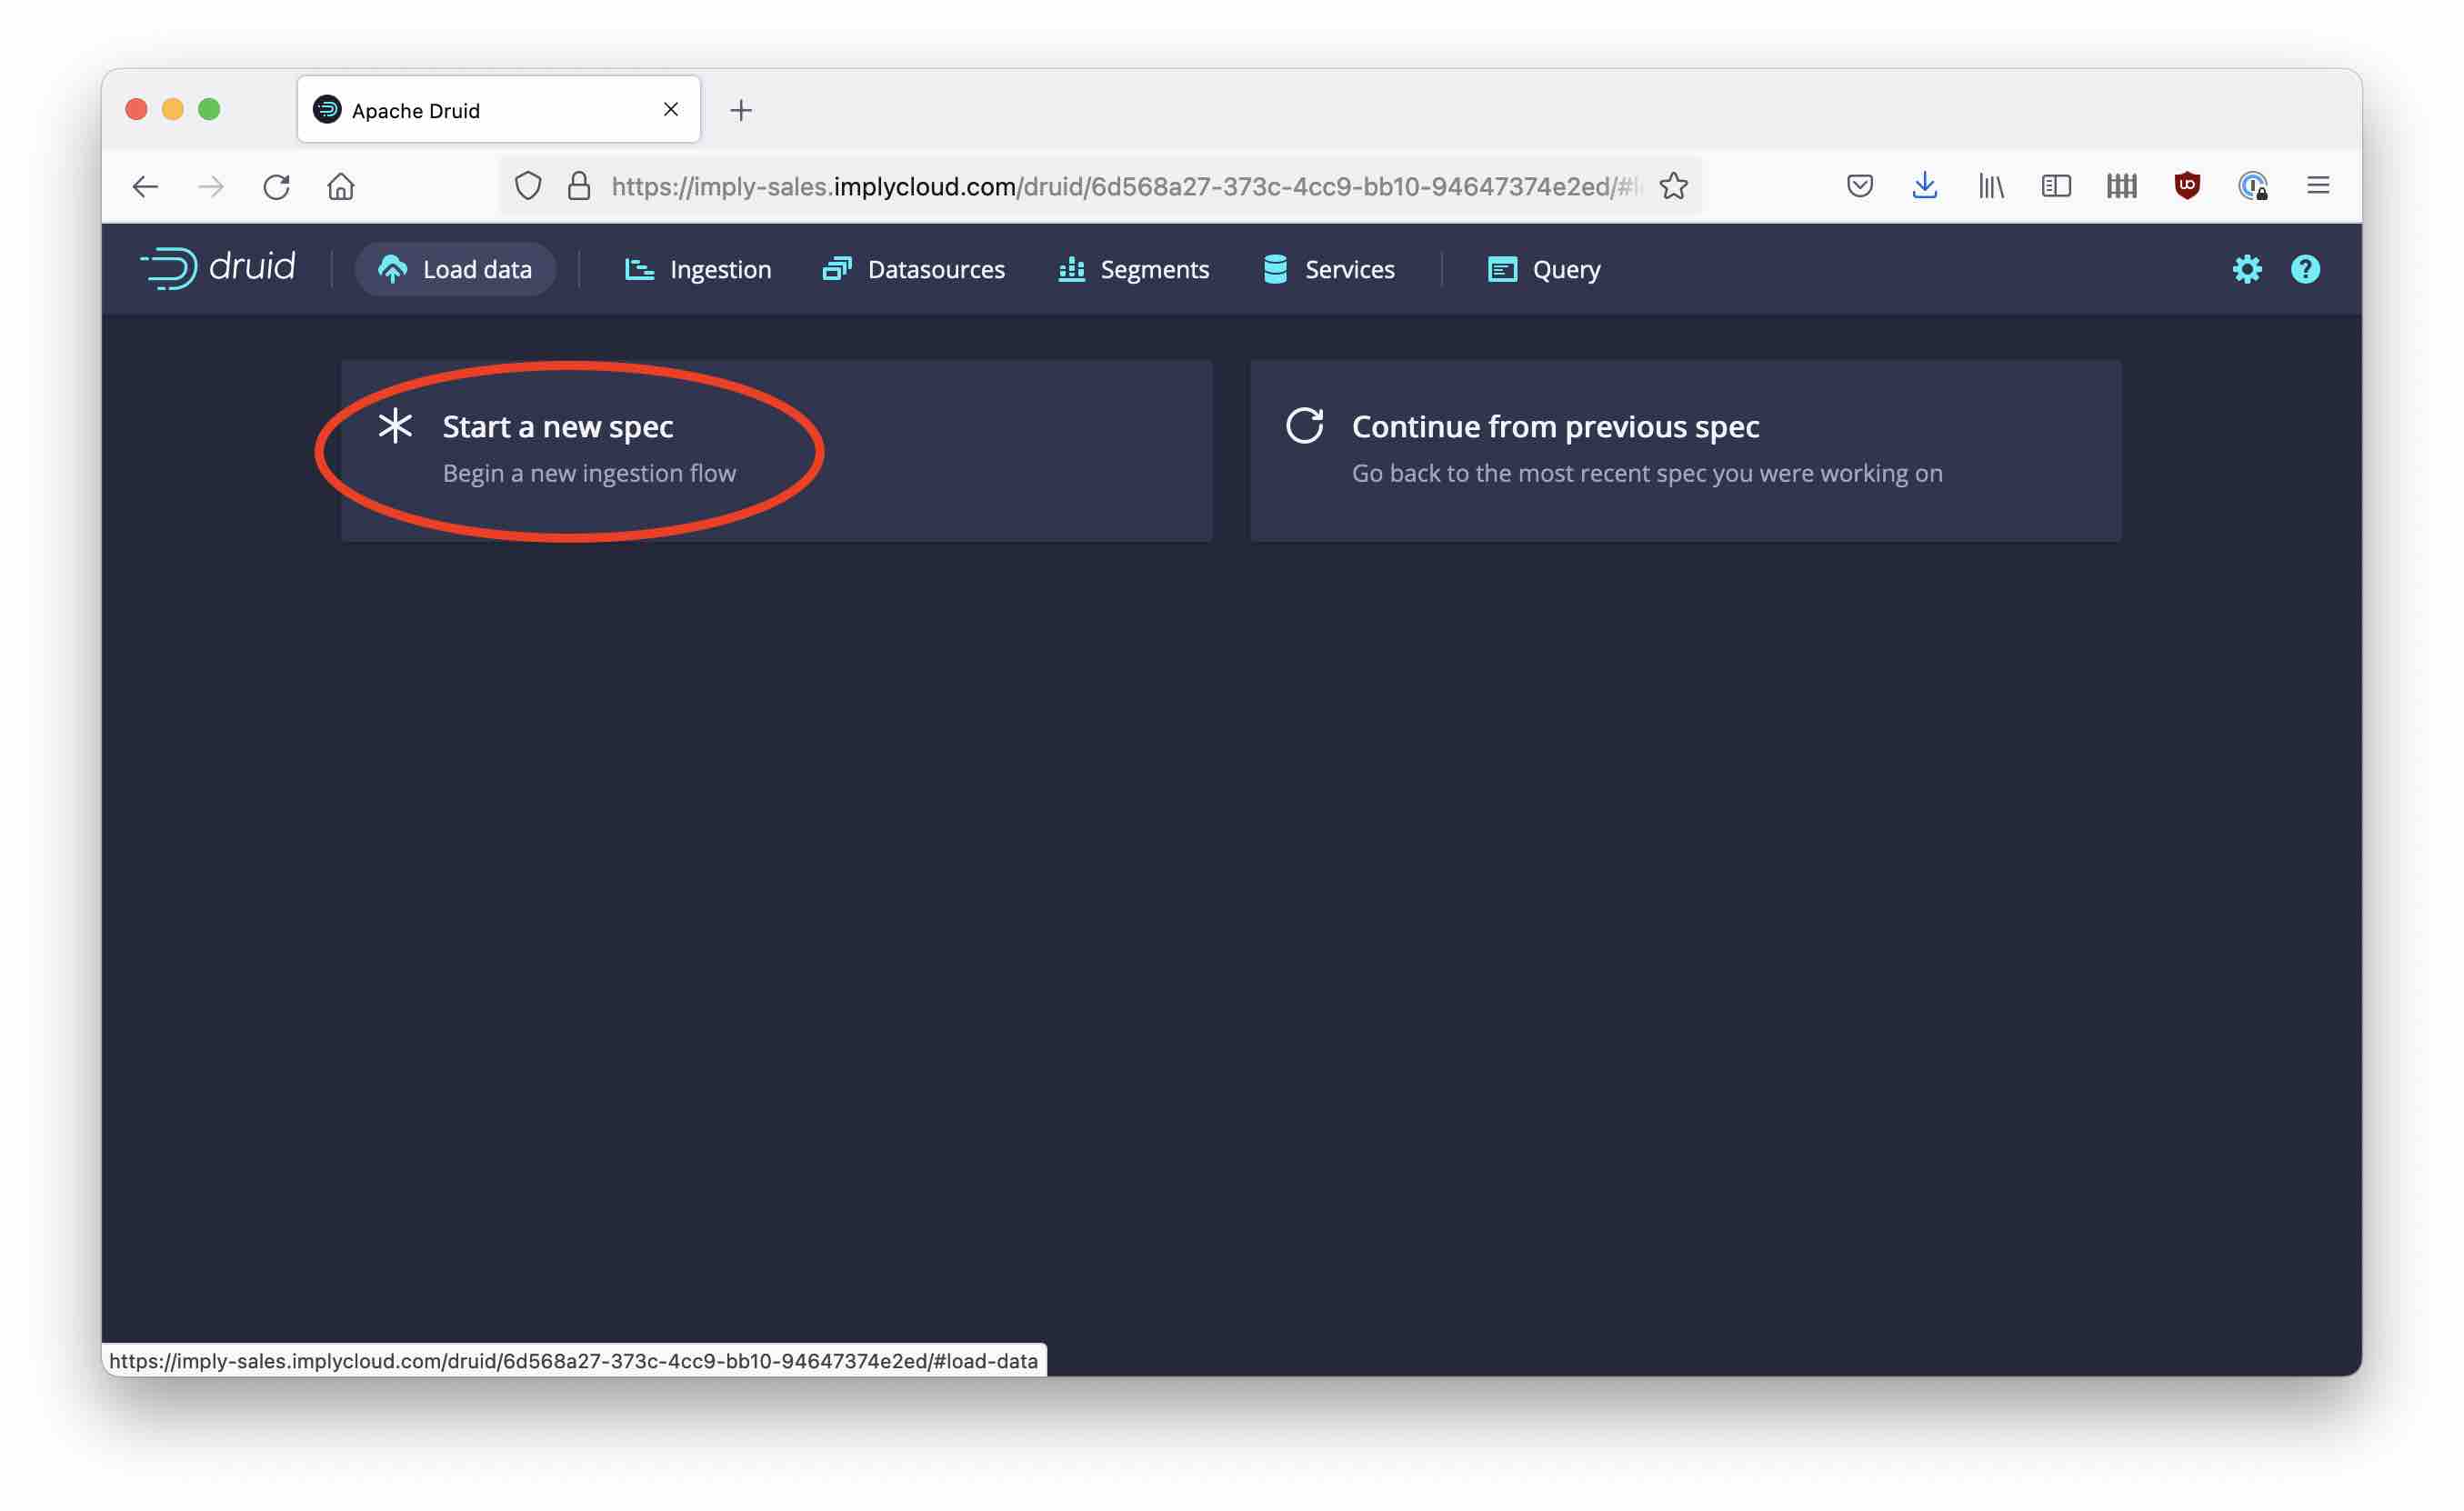 Apache Druid
https://imply-sales.implycloud.com/druid/6d568a27-373c-4cc9-bb10-94647374e2ed/#l
druid Load data Ingestion Datasources Segments Services Query
Start a new spec
Begin a new ingestion flow
Continue from previous spec
Go back to the most recent spec you were working on
https://imply-sales.implycloud.com/druid/6d568a27-373c-4cc9-bb10-94647374e2ed/#load-data